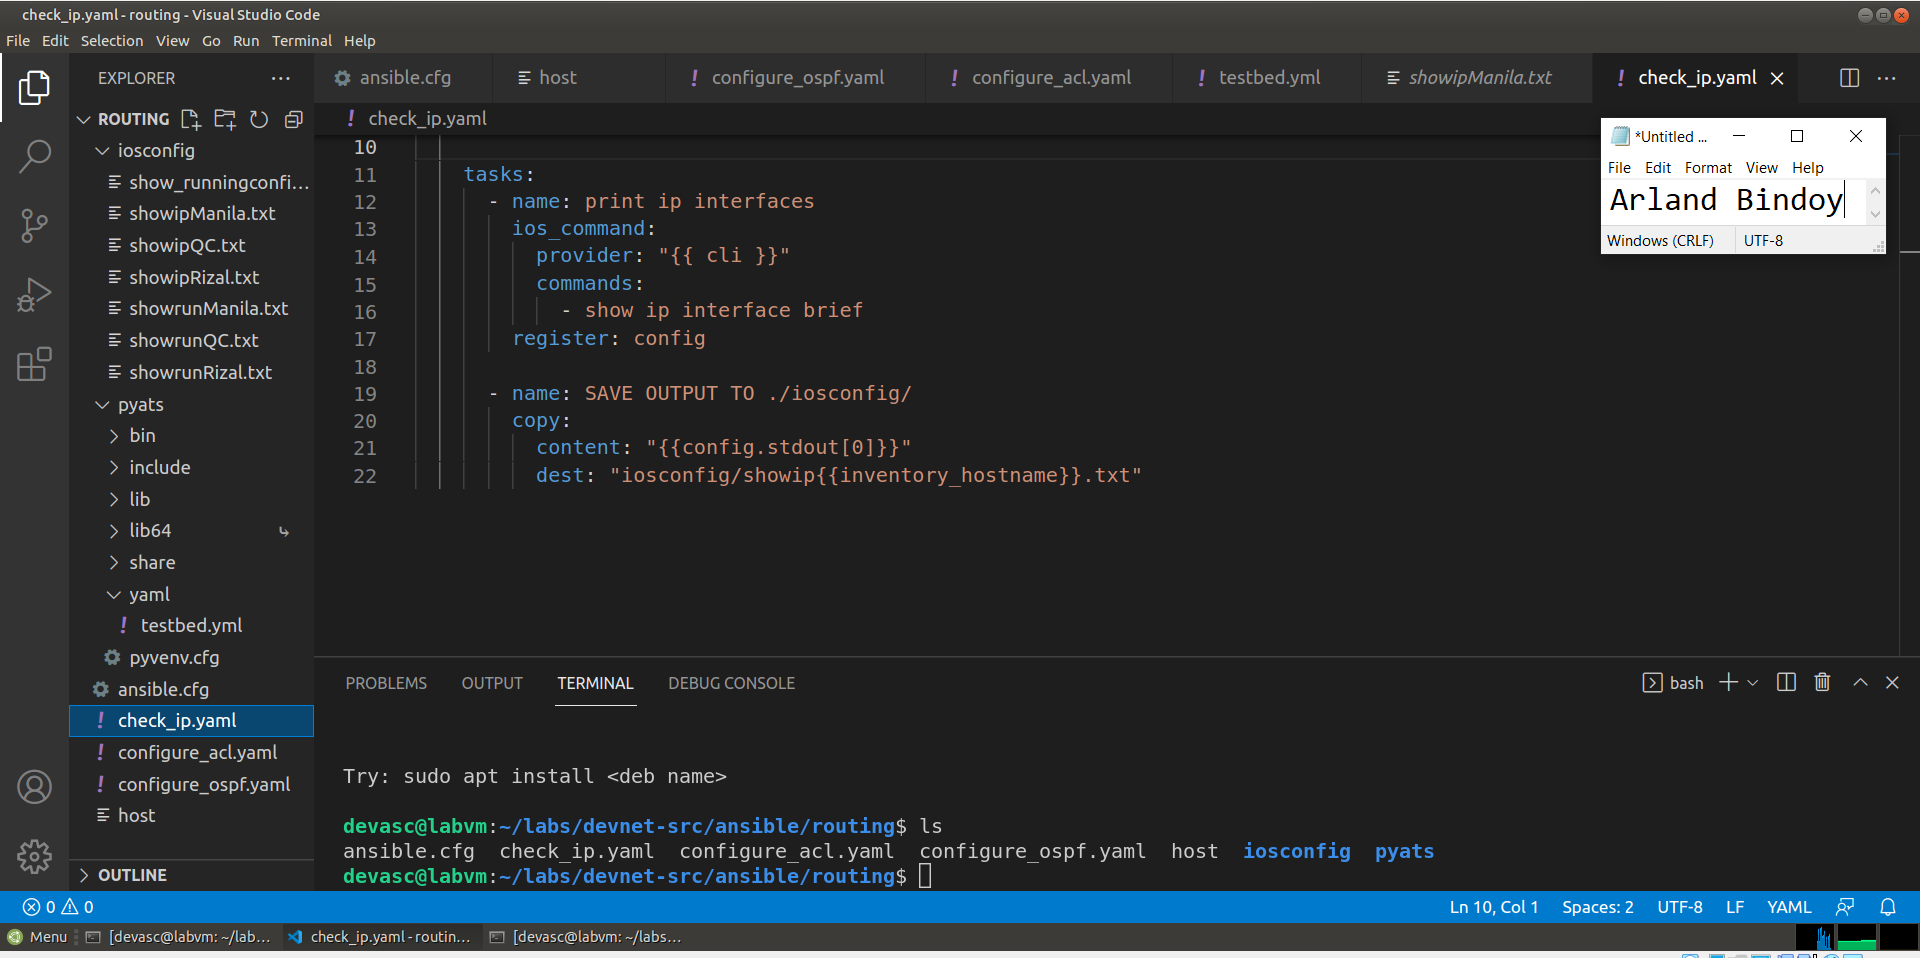 check_ip.yaml - routing - Visual Studio Code
File Edit Selection View Go Run Terminal Help
EXPLORER
ROUTING
iosconfig
show_runningconfi...
showipManila.txt
showipQC.txt
showipRizal.txt
showrunManila.txt
showrunQC.txt
showrunRizal.txt
pyats
bin
include
lib
lib64
share
yaml
! testbed.yml
pyvenv.cfg
ansible.cfg
! check_ip.yaml
! configure_acl.yaml
! configure_ospf.yaml
host
OUTLINE
ansible.cfg host ! configure_ospf.yaml ! configure_acl.yaml ! testbed.yml showipManila.txt ! check_ip.yaml
! check_ip.yaml
10
11 tasks:
12 - name: print ip interfaces
13 ios_command:
14 provider: "{{ cli }}"
15 commands:
16 - show ip interface brief
17 register: config
18
19 - name: SAVE OUTPUT TO ./iosconfig/
20 copy:
21 content: "{{config.stdout[0]}}"
22 dest: "iosconfig/showip{{inventory_hostname}}.txt"
*Untitled ...
File Edit Format View Help
Arland Bindoy
Windows (CRLF) UTF-8
PROBLEMS OUTPUT TERMINAL DEBUG CONSOLE
bash
Try: sudo apt install <deb name>
devasc@labvm:~/labs/devnet-src/ansible/routing$ ls
ansible.cfg check_ip.yaml configure_acl.yaml configure_ospf.yaml host iosconfig pyats
devasc@labvm:~/labs/devnet-src/ansible/routing$
0 0
Ln 10, Col 1 Spaces: 2 UTF-8 LF YAML
Menu [devasc@labvm: ~/lab... check_ip.yaml - routin... [devasc@labvm: ~/labs...